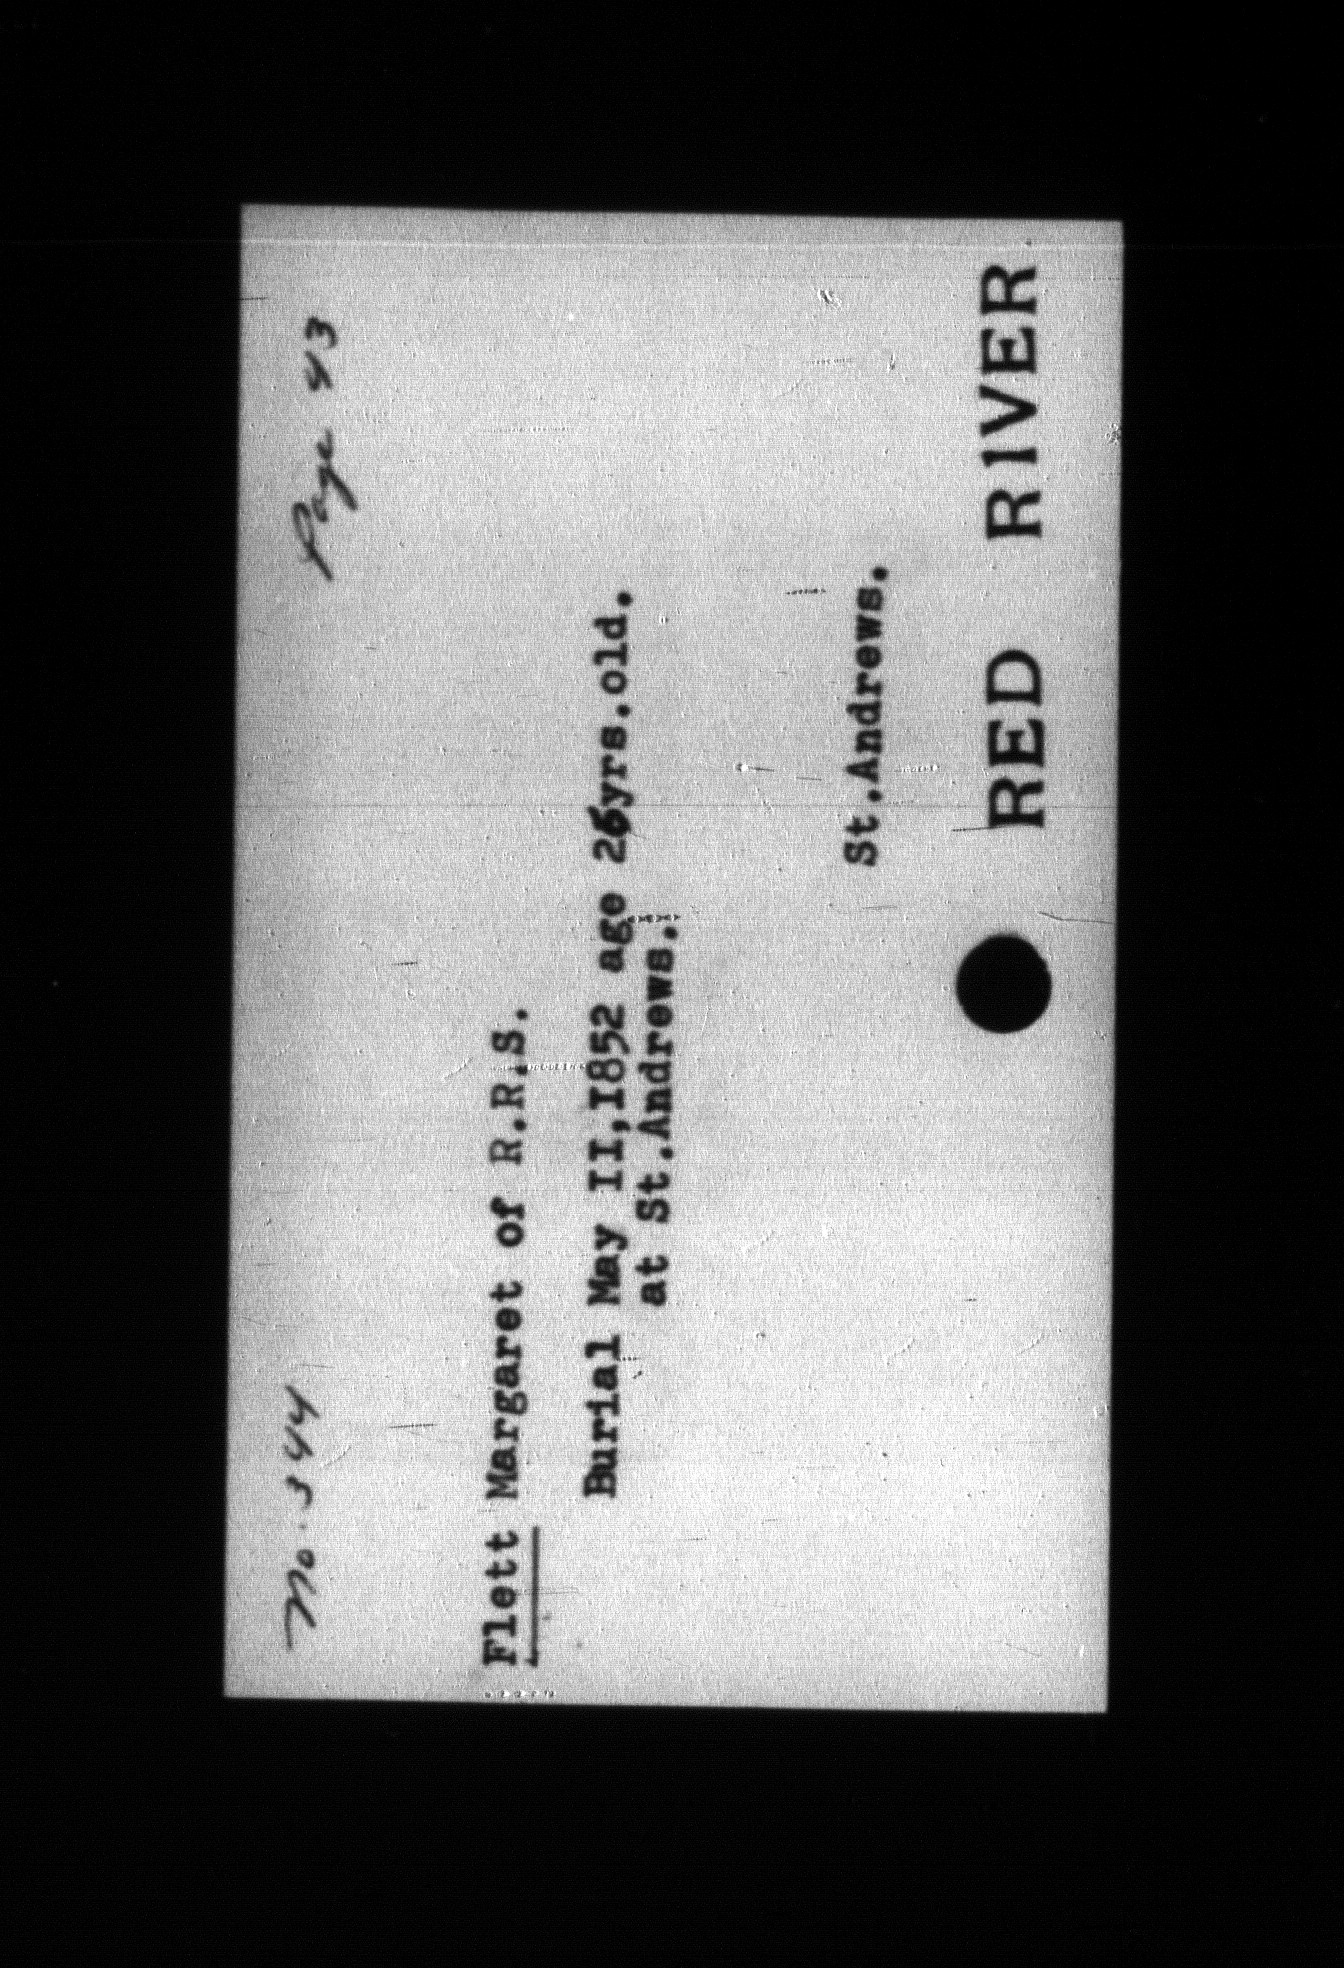 No. 344 Page 43
Flett Margaret of R.R.S.
Burial May II,I852 age 26yrs.old.
at St.Andrews.
St.Andrews.
RED RIVER